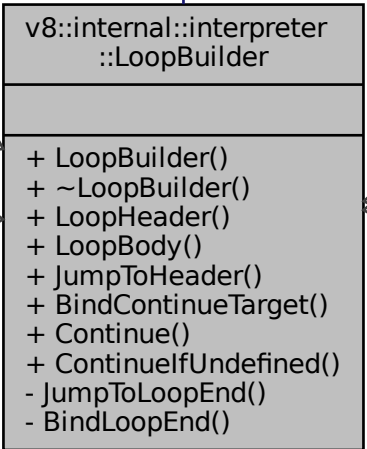 v8::internal::interpreter
::LoopBuilder
+ LoopBuilder()
+ ~LoopBuilder()
+ LoopHeader()
+ LoopBody()
+ JumpToHeader()
+ BindContinueTarget()
+ Continue()
+ ContinueIfUndefined()
- JumpToLoopEnd()
- BindLoopEnd()